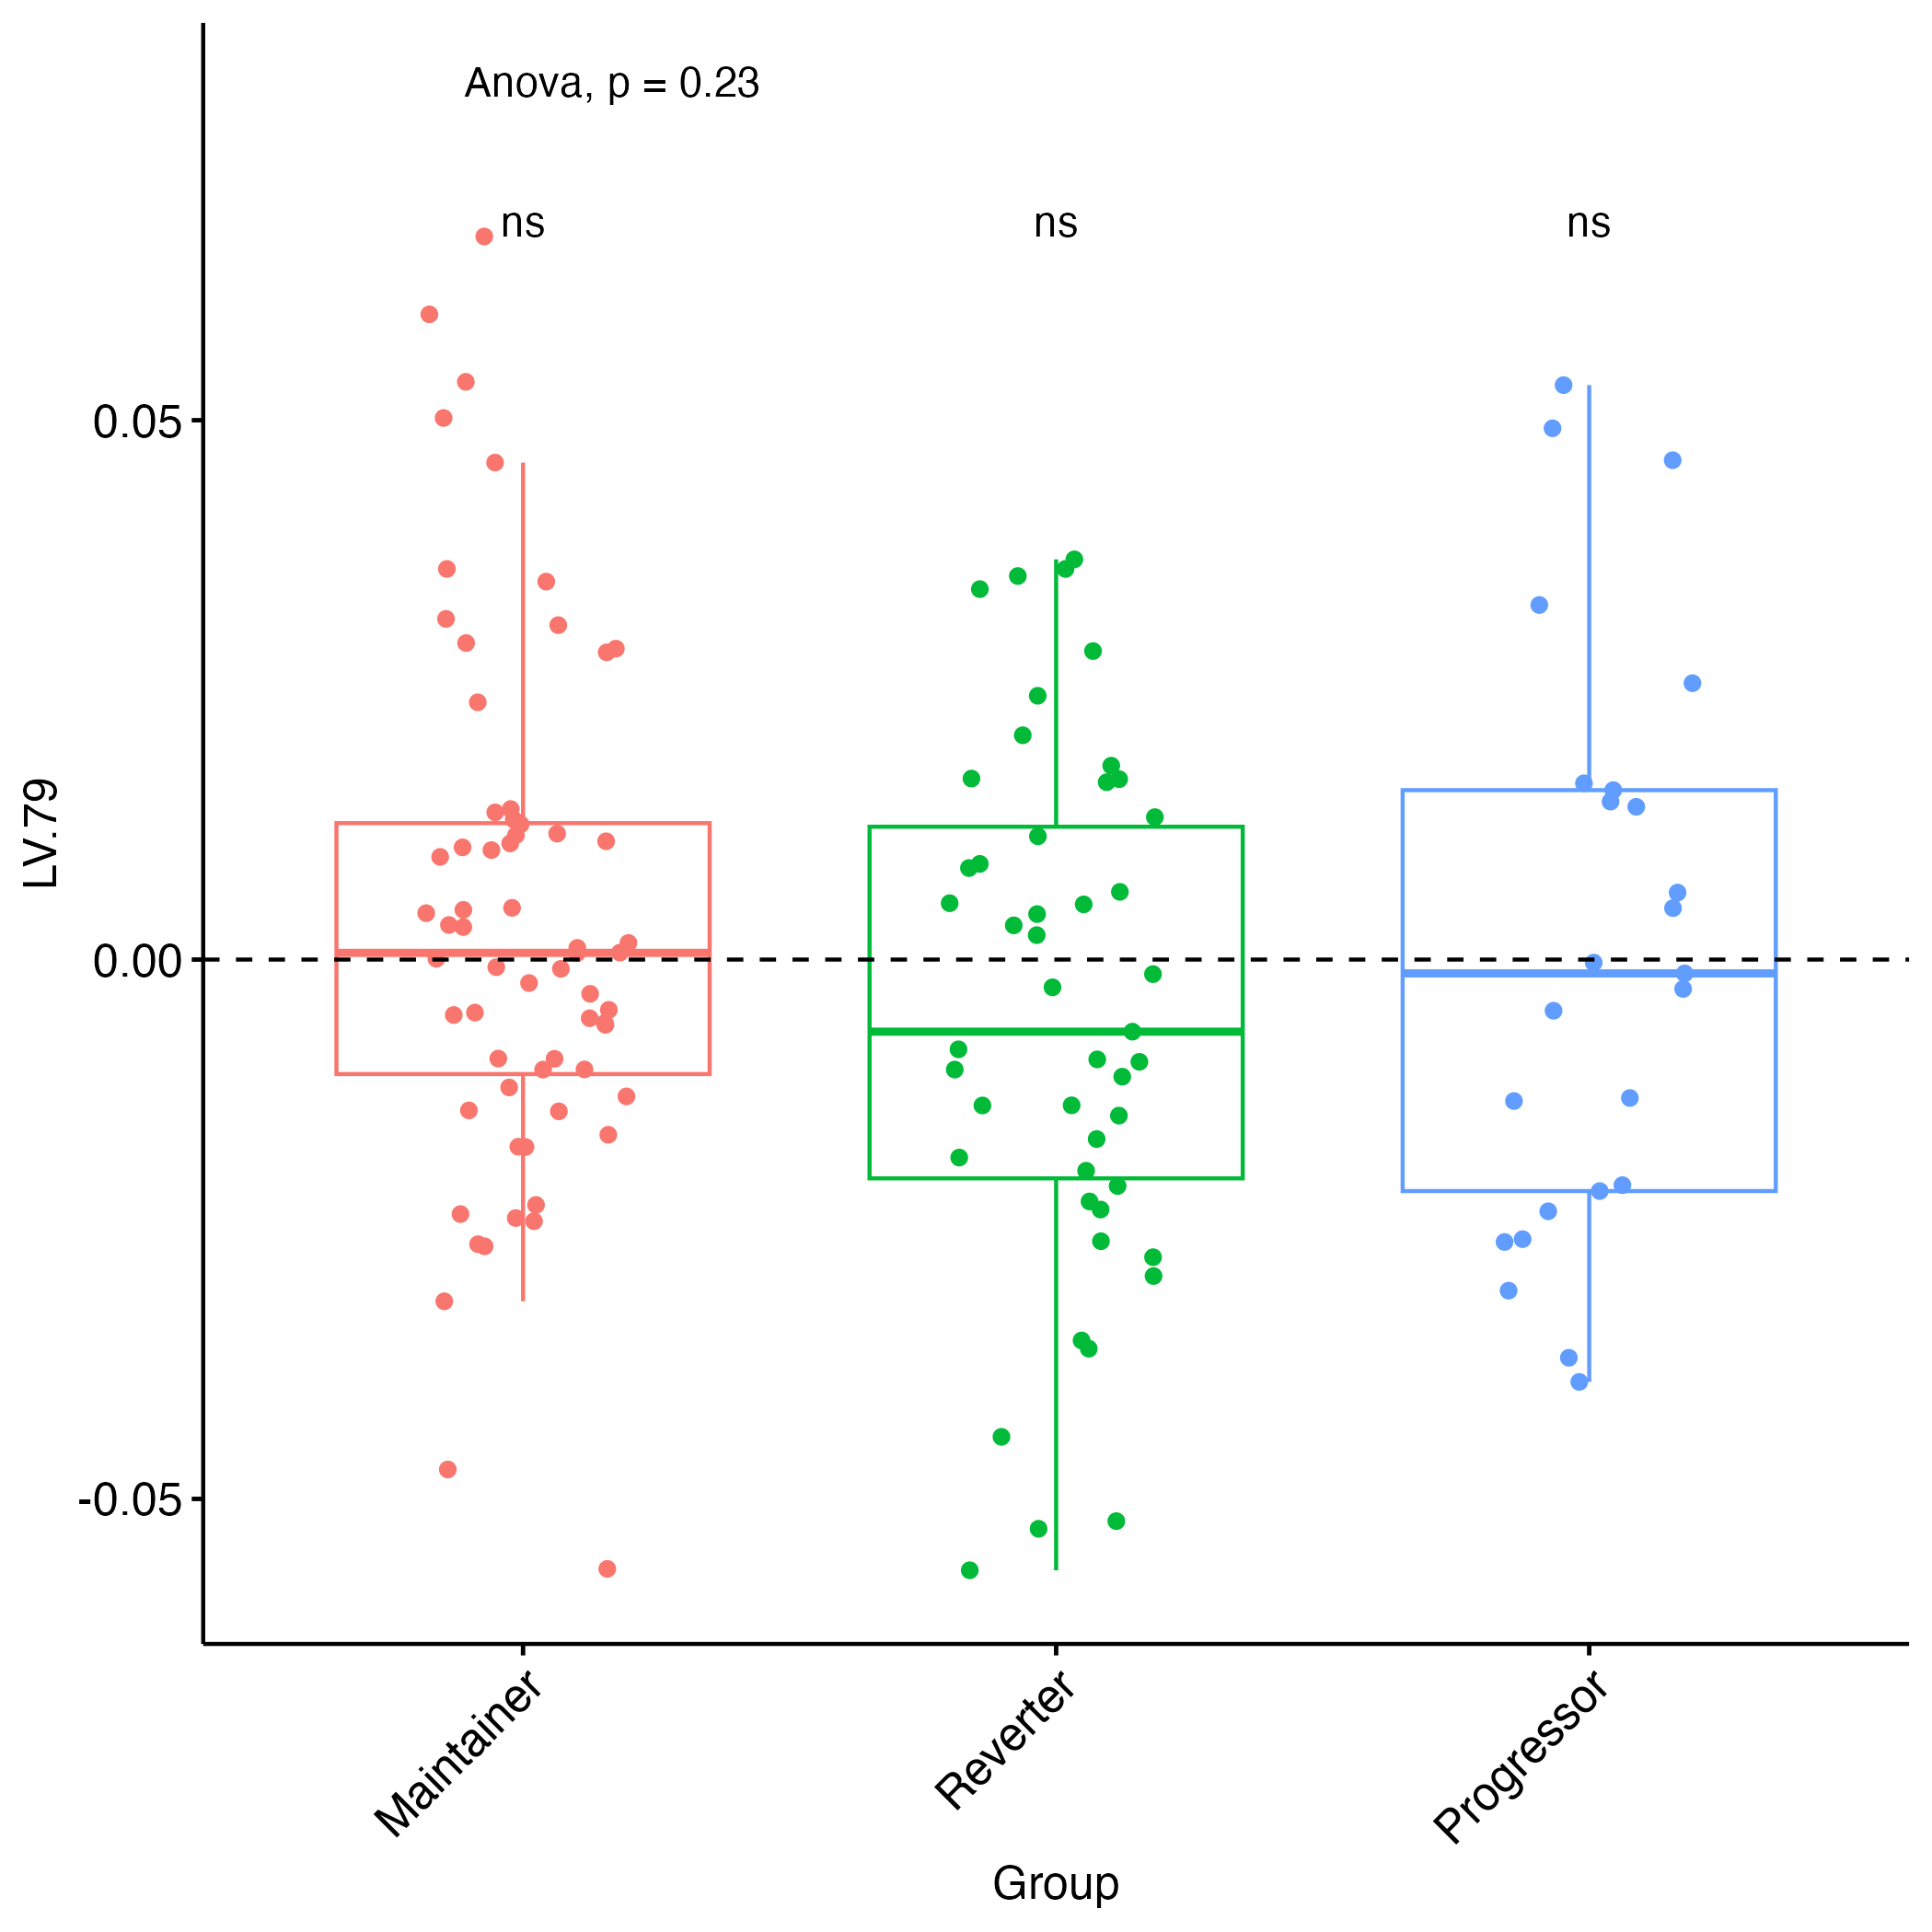 Anova, p = 0.23
ns ns ns
0.05
0.00
-0.05
LV.79
Maintainer
Reverter
Progressor
Group